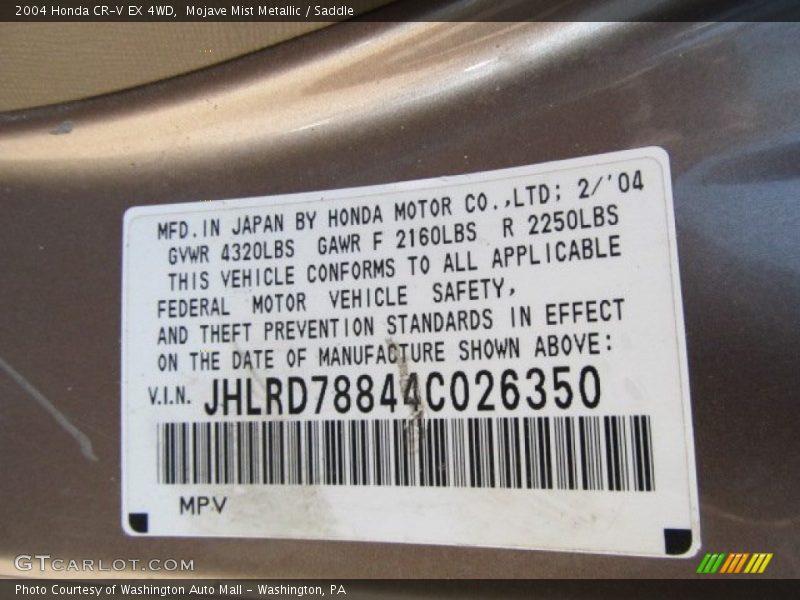 2004 Honda CR-V EX 4WD, Mojave Mist Metallic / Saddle
MFD. IN JAPAN BY HONDA MOTOR CO.,LTD; 2/'04
GVWR 4320LBS GAWR F 2160LBS R 2250LBS
THIS VEHICLE CONFORMS TO ALL APPLICABLE
FEDERAL MOTOR VEHICLE SAFETY,
AND THEFT PREVENTION STANDARDS IN EFFECT
ON THE DATE OF MANUFACTURE SHOWN ABOVE:
V.I.N. JHLRD78844C026350
MPV
GTCARLOT.COM
Photo Courtesy of Washington Auto Mall - Washington, PA